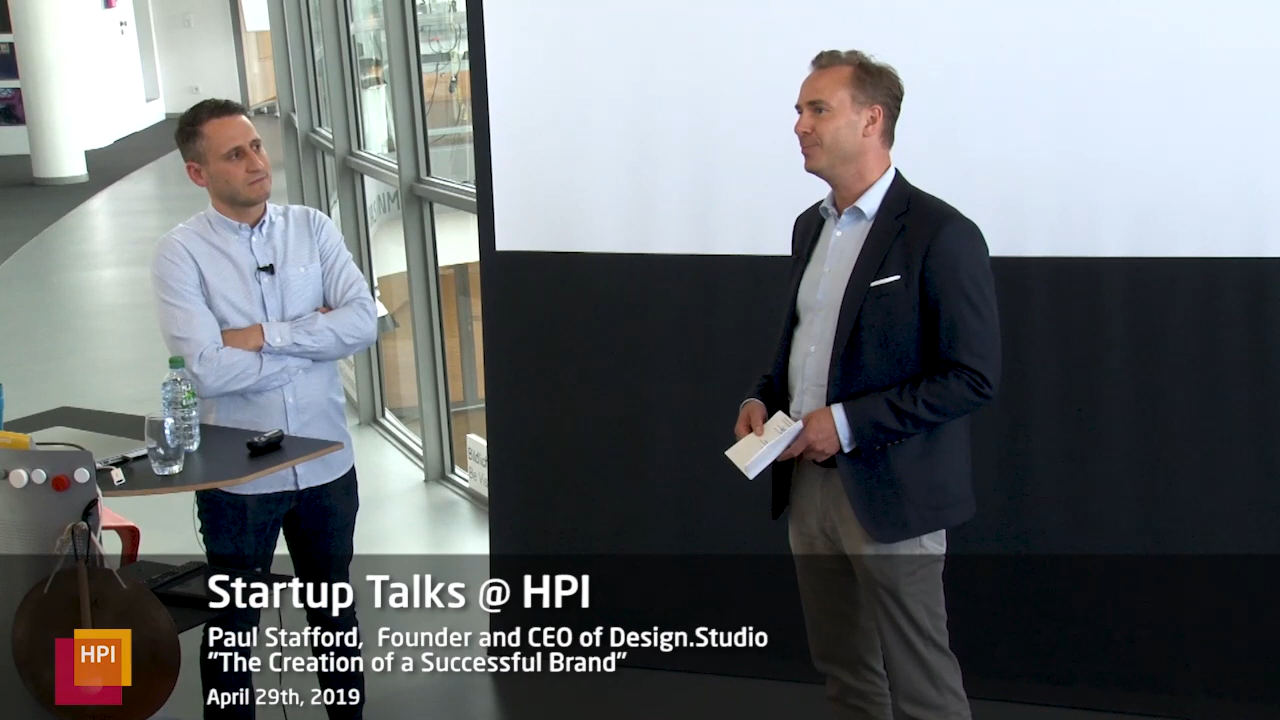 Startup Talks @ HPI
Paul Stafford, Founder and CEO of Design.Studio
"The Creation of a Successful Brand"
April 29th, 2019
HPI